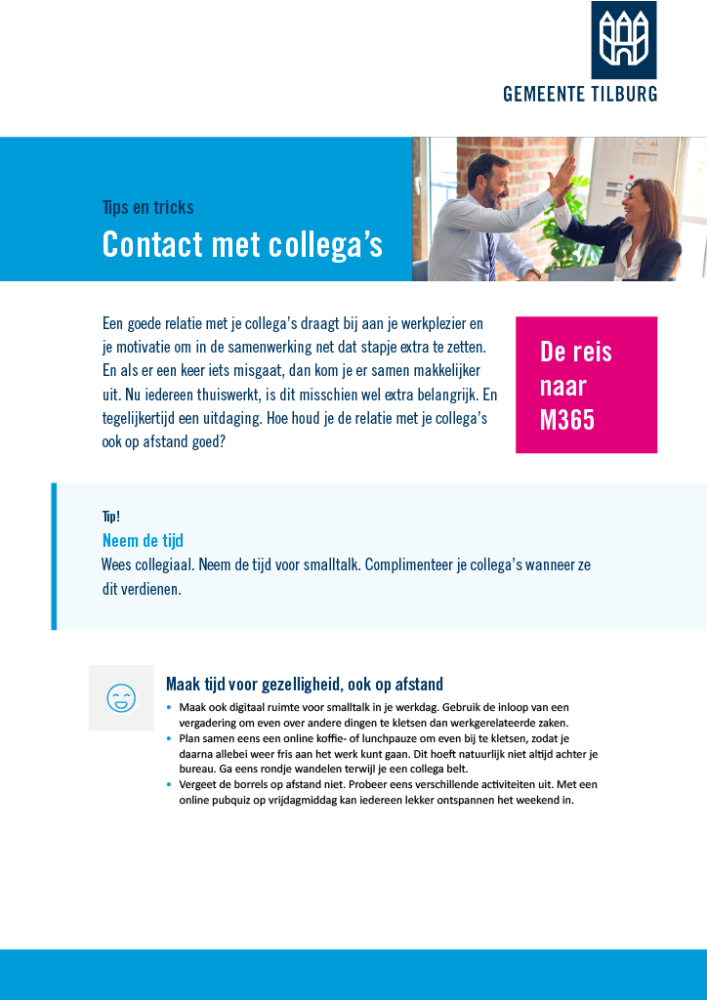 GEMEENTE TILBURG
Tips en tricks
Contact met collega's
Een goede relatie met je collega's draagt bij aan je werkplezier en
je motivatie om in de samenwerking net dat stapje extra te zetten.
En als er een keer iets misgaat, dan kom je er samen makkelijker
uit. Nu iedereen thuiswerkt, is dit misschien wel extra belangrijk. En
tegelijkertijd een uitdaging. Hoe houd je de relatie met je collega's
ook op afstand goed?
De reis
naar
M365
Tip!
Neem de tijd
Wees collegiaal. Neem de tijd voor smalltalk. Complimenteer je collega's wanneer ze
dit verdienen.
Maak tijd voor gezelligheid, ook op afstand
• Maak ook digitaal ruimte voor smalltalk in je werkdag. Gebruik de inloop van een
vergadering om even over andere dingen te kletsen dan werkgerelateerde zaken.
• Plan samen eens een online koffie- of lunchpauze om even bij te kletsen, zodat je
daarna allebei weer fris aan het werk kunt gaan. Dit hoeft natuurlijk niet altijd achter je
bureau. Ga eens rondje wandelen terwijl je een collega belt.
• Vergeet de borrels op afstand niet. Probeer eens verschillende activiteiten uit. Met een
online pubquiz op vrijdagmiddag kan iedereen lekker ontspannen het weekend in.